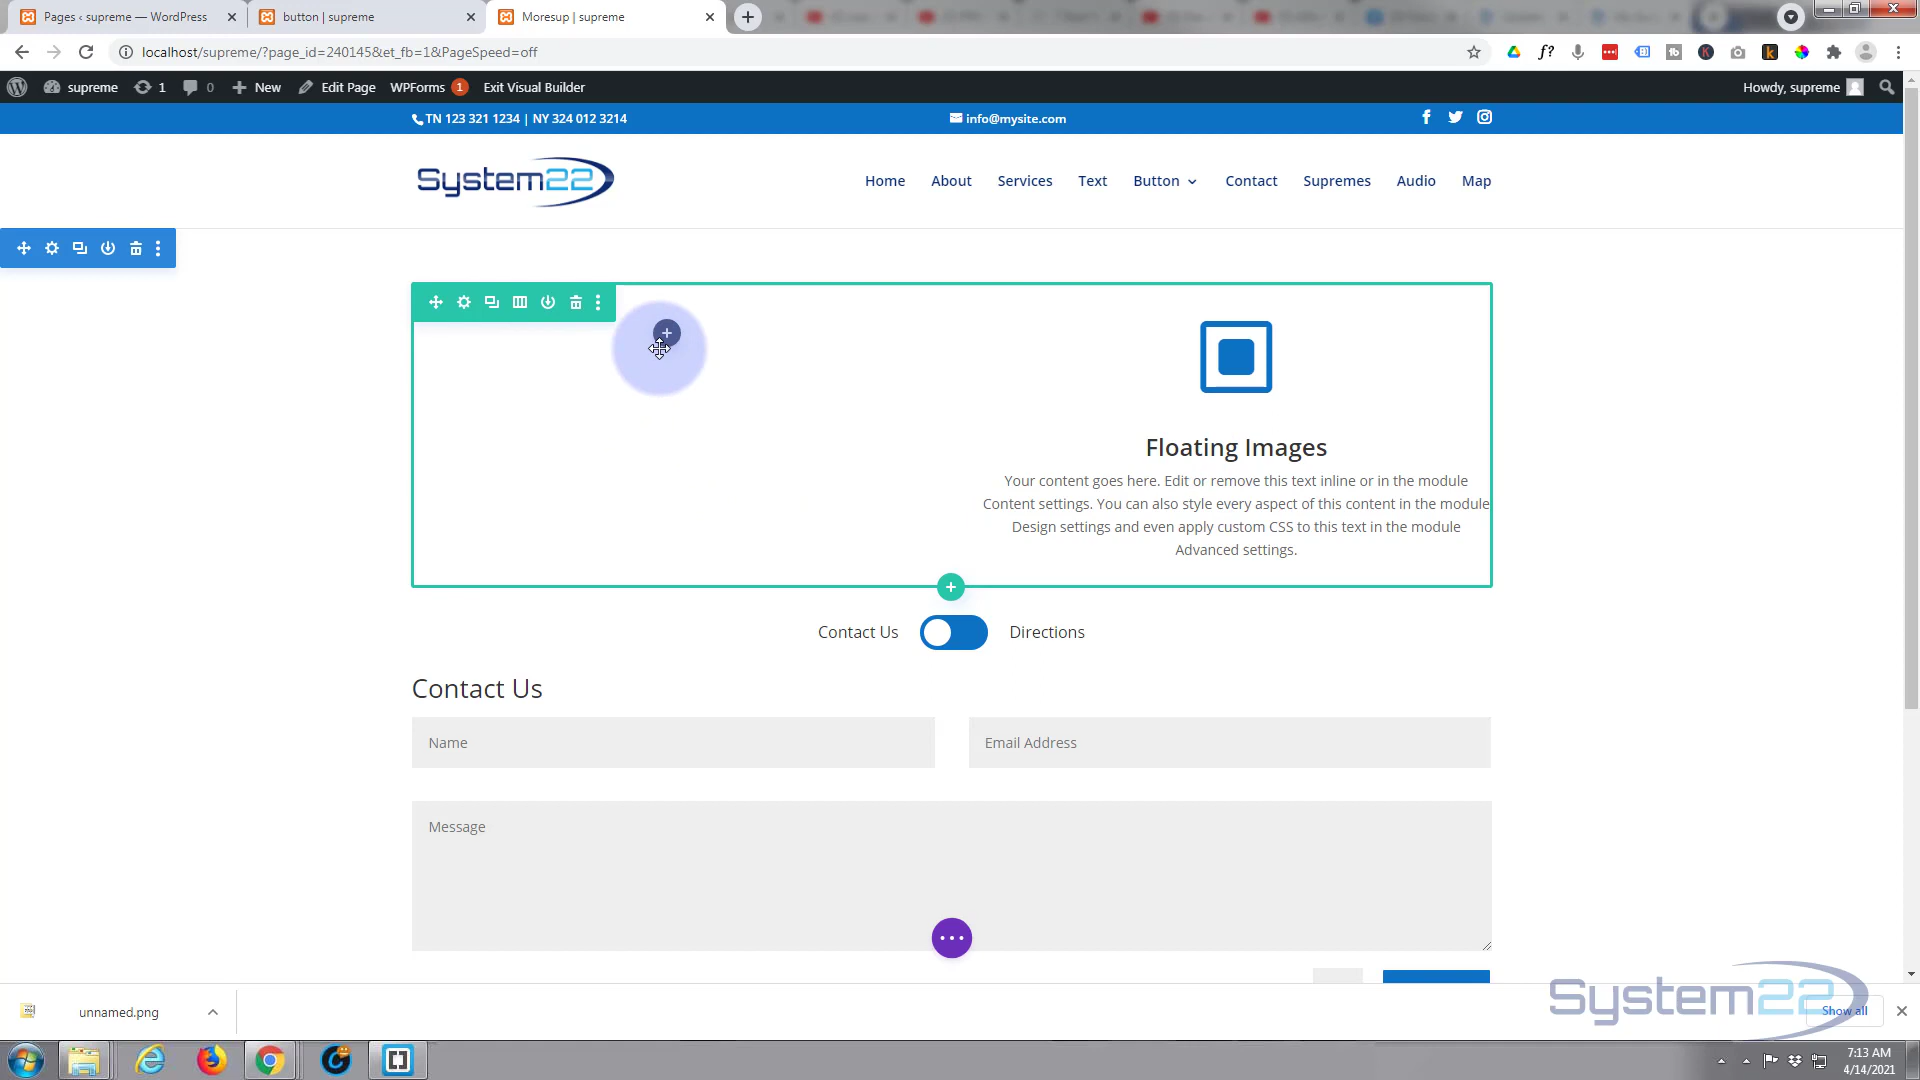 Pages ‹ supreme — WordPress
button | supreme
Moresup | supreme
localhost/supreme/?page_id=240145&et_fb=1&PageSpeed=off
supreme 1 0 New Edit Page WPForms 1 Exit Visual Builder
Howdy, supreme
TN 123 321 1234 | NY 324 012 3214
info@mysite.com
System22
Home About Services Text Button Contact Supremes Audio Map
Floating Images
Your content goes here. Edit or remove this text inline or in the module
Content settings. You can also style every aspect of this content in the module
Design settings and even apply custom CSS to this text in the module
Advanced settings.
Contact Us
Directions
Contact Us
Name
Email Address
Message
unnamed.png
System22
Show all
7:13 AM
4/14/2021